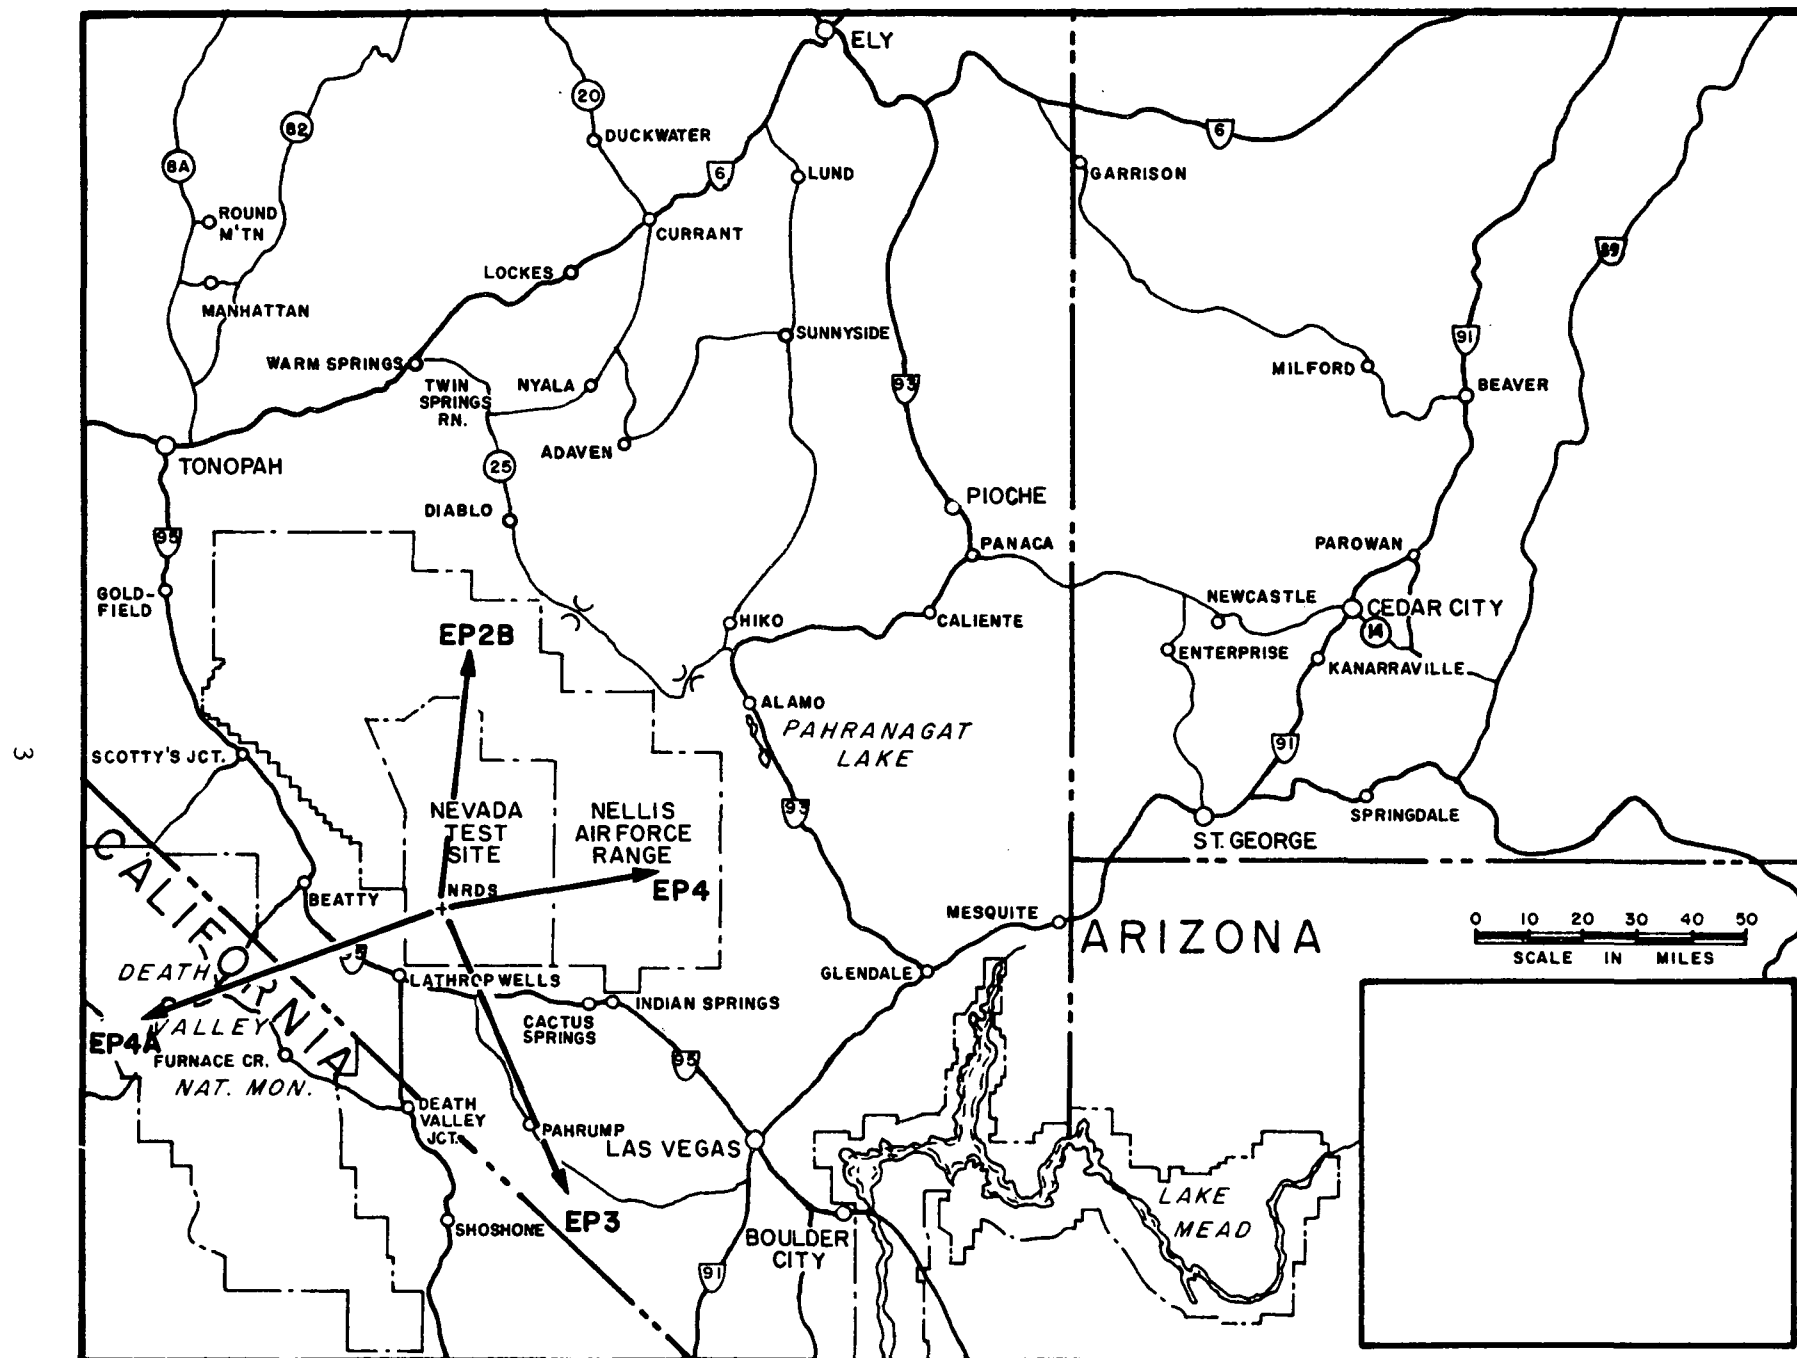 ELY
20
82
DUCKWATER
6
8A
6
LUND
GARRISON
ROUND
M'TN
CURRANT
89
LOCKES
MANHATTAN
SUNNYSIDE
91
WARM SPRINGS
TWIN
SPRINGS
RN.
NYALA
93
MILFORD
BEAVER
TONOPAH
25
ADAVEN
DIABLO
PIOCHE
95
PANACA
PAROWAN
GOLD-
FIELD
NEWCASTLE
CEDAR CITY
EP2B
HIKO
CALIENTE
14
ENTERPRISE
KANARRAVILLE
ALAMO
PAHRANAGAT
LAKE
3
SCOTTY'S JCT.
91
NEVADA
TEST
SITE
NELLIS
AIR FORCE
RANGE
93
SPRINGDALE
ST. GEORGE
CALIFORNIA
BEATTY
NRDS
EP4
MESQUITE
ARIZONA
0 10 20 30 40 50
SCALE IN MILES
DEATH
VALLEY
NAT. MON.
LATHROP WELLS
GLENDALE
INDIAN SPRINGS
CACTUS
SPRINGS
EP4A
FURNACE CR.
95
DEATH
VALLEY
JCT.
PAHRUMP
LAS VEGAS
LAKE
MEAD
SHOSHONE
EP3
BOULDER
CITY
91